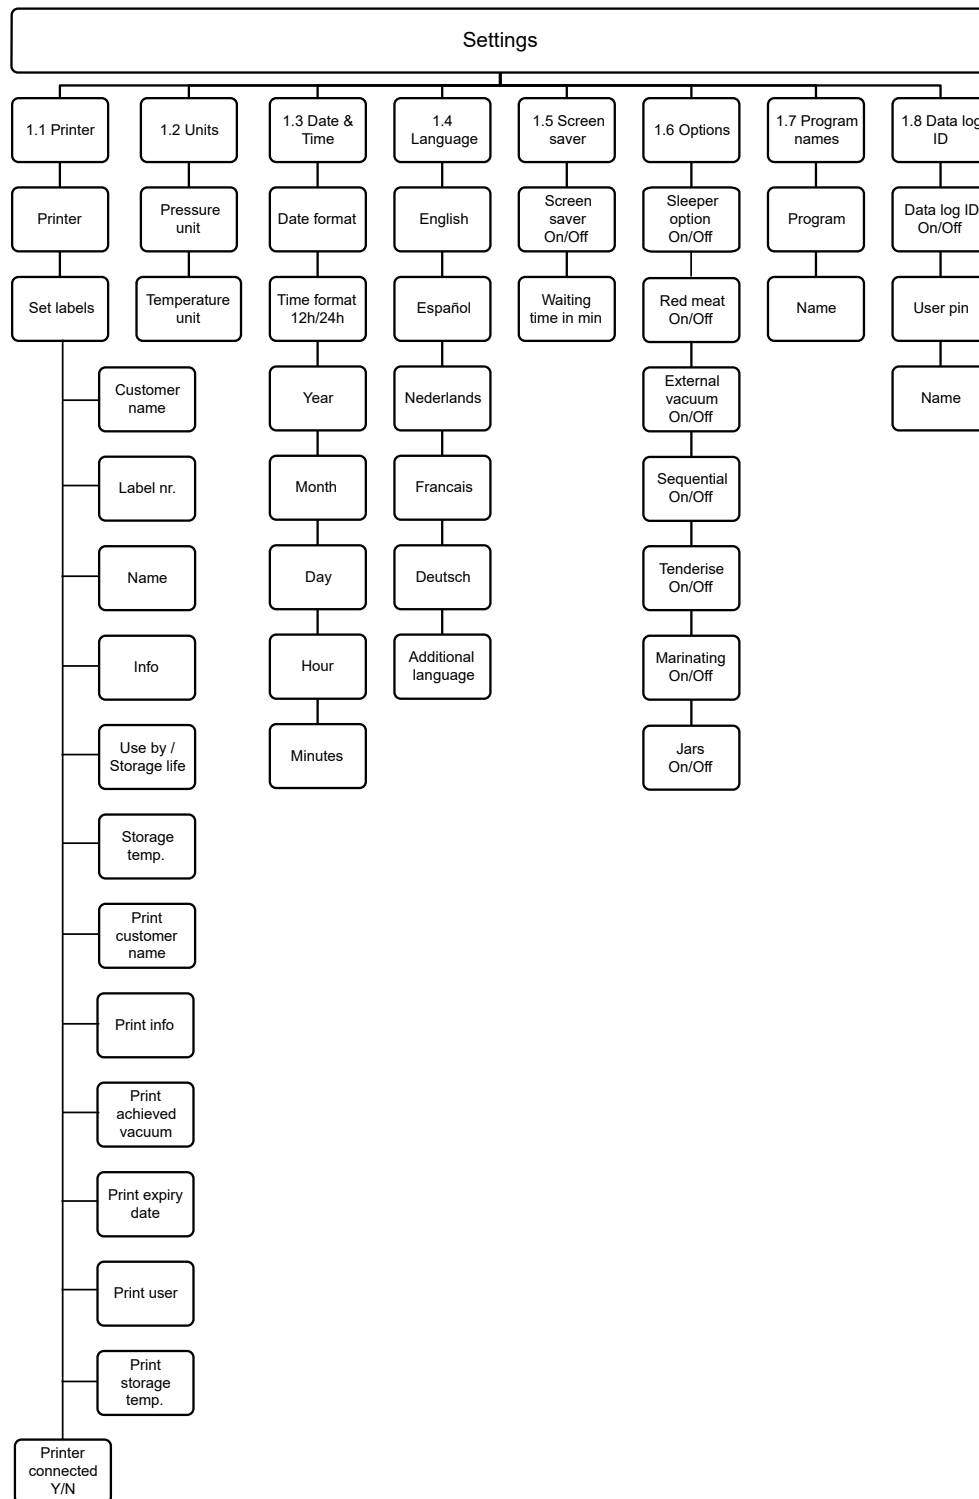 Settings
1.1 Printer
Printer
Set labels
Customer
name
Label nr.
Name
Info
Use by /
Storage life
Storage
temp.
Print
customer
name
Print info
Print
achieved
vacuum
Print expiry
date
Print user
Print
storage
temp.
Printer
connected
Y/N
1.2 Units
Pressure
unit
Temperature
unit
1.3 Date &
Time
Date format
Time format
12h/24h
Year
Month
Day
Hour
Minutes
1.4
Language
English
Español
Nederlands
Francais
Deutsch
Additional
language
1.5 Screen
saver
Screen
saver
On/Off
Waiting
time in min
1.6 Options
Sleeper
option
On/Off
Red meat
On/Off
External
vacuum
On/Off
Sequential
On/Off
Tenderise
On/Off
Marinating
On/Off
Jars
On/Off
1.7 Program
names
Program
Name
1.8 Data log
ID
Data log ID
On/Off
User pin
Name